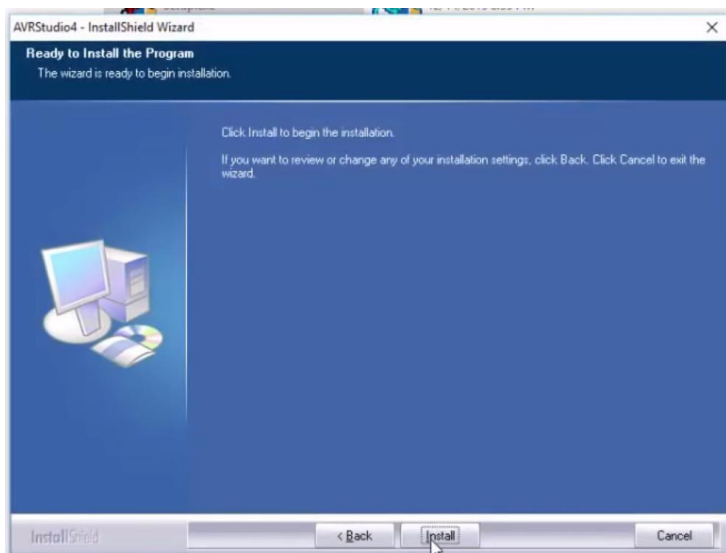 AVRStudio4 - InstallShield Wizard
Ready to Install the Program
The wizard is ready to begin installation.
Click Install to begin the installation.
If you want to review or change any of your installation settings, click Back. Click Cancel to exit the
wizard.
InstallShield
< Back
Install
Cancel